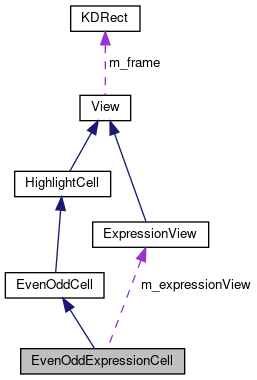 KDRect
m_frame
View
HighlightCell
ExpressionView
EvenOddCell
m_expressionView
EvenOddExpressionCell